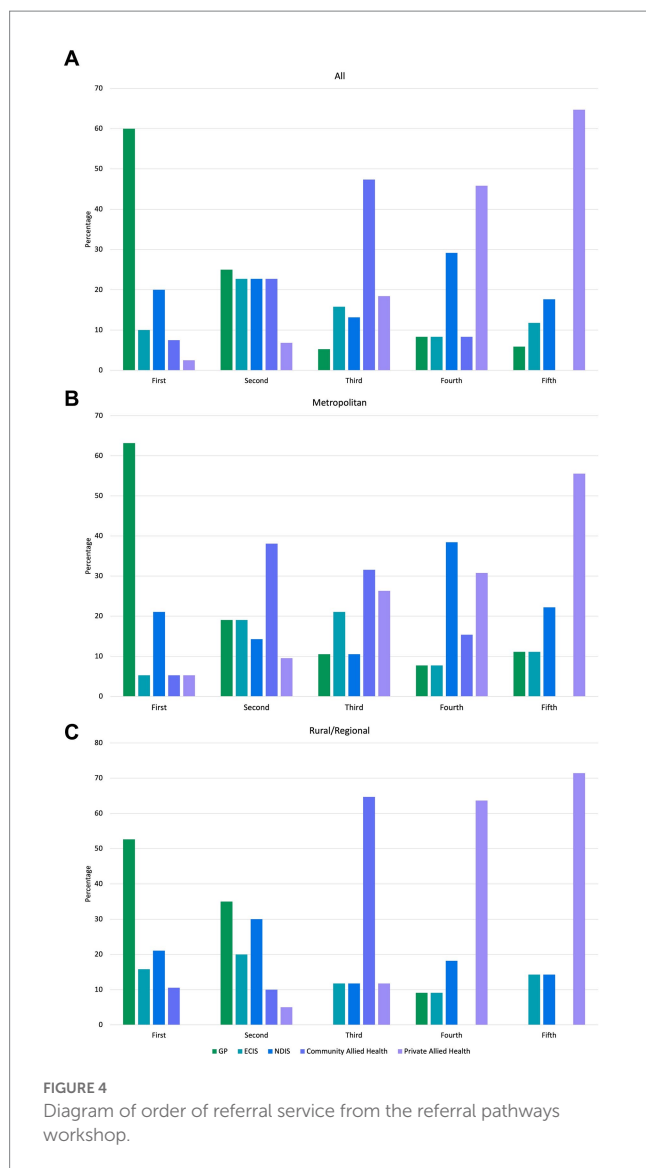 A
All
70
60
50
40
30
20
10
0
Percentage
First Second Third Fourth Fifth
B
Metropolitan
70
60
50
40
30
20
10
0
Percentage
First Second Third Fourth Fifth
C
Rural/Regional
80
70
60
50
40
30
20
10
0
Percentage
First Second Third Fourth Fifth
GP ECIS NDIS Community Allied Health Private Allied Health
FIGURE 4
Diagram of order of referral service from the referral pathways
workshop.